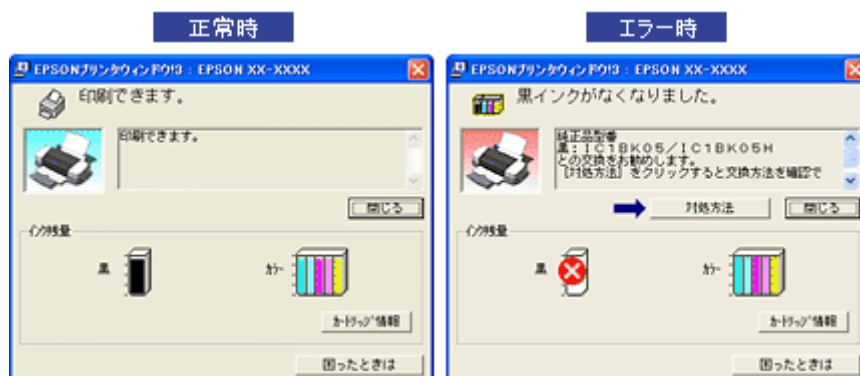 正常時
EPSONプリンタウィンドウ!3 : EPSON XX-XXXX
印刷できます。
印刷できます。
閉じる
インク残量
黒
カラー
カートリッジ情報
困ったときは
エラー時
EPSONプリンタウィンドウ!3 : EPSON XX-XXXX
黒インクがなくなりました。
純正品型番
黒：IC1BK05/IC1BK05H
との交換をお勧めします。
[対処方法] をクリックすると交換方法を確認で
対処方法
閉じる
インク残量
黒
カラー
カートリッジ情報
困ったときは